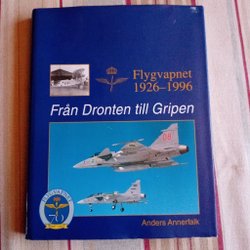 Flygvapnet
1926–1996
Från Dronten till Gripen
Anders Annerfalk